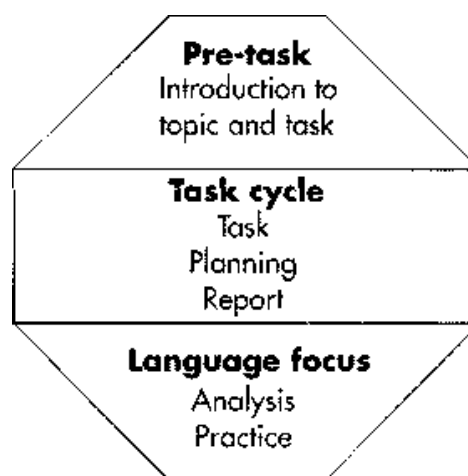 Pre-task
Introduction to
topic and task
Task cycle
Task
Planning
Report
Language focus
Analysis
Practice